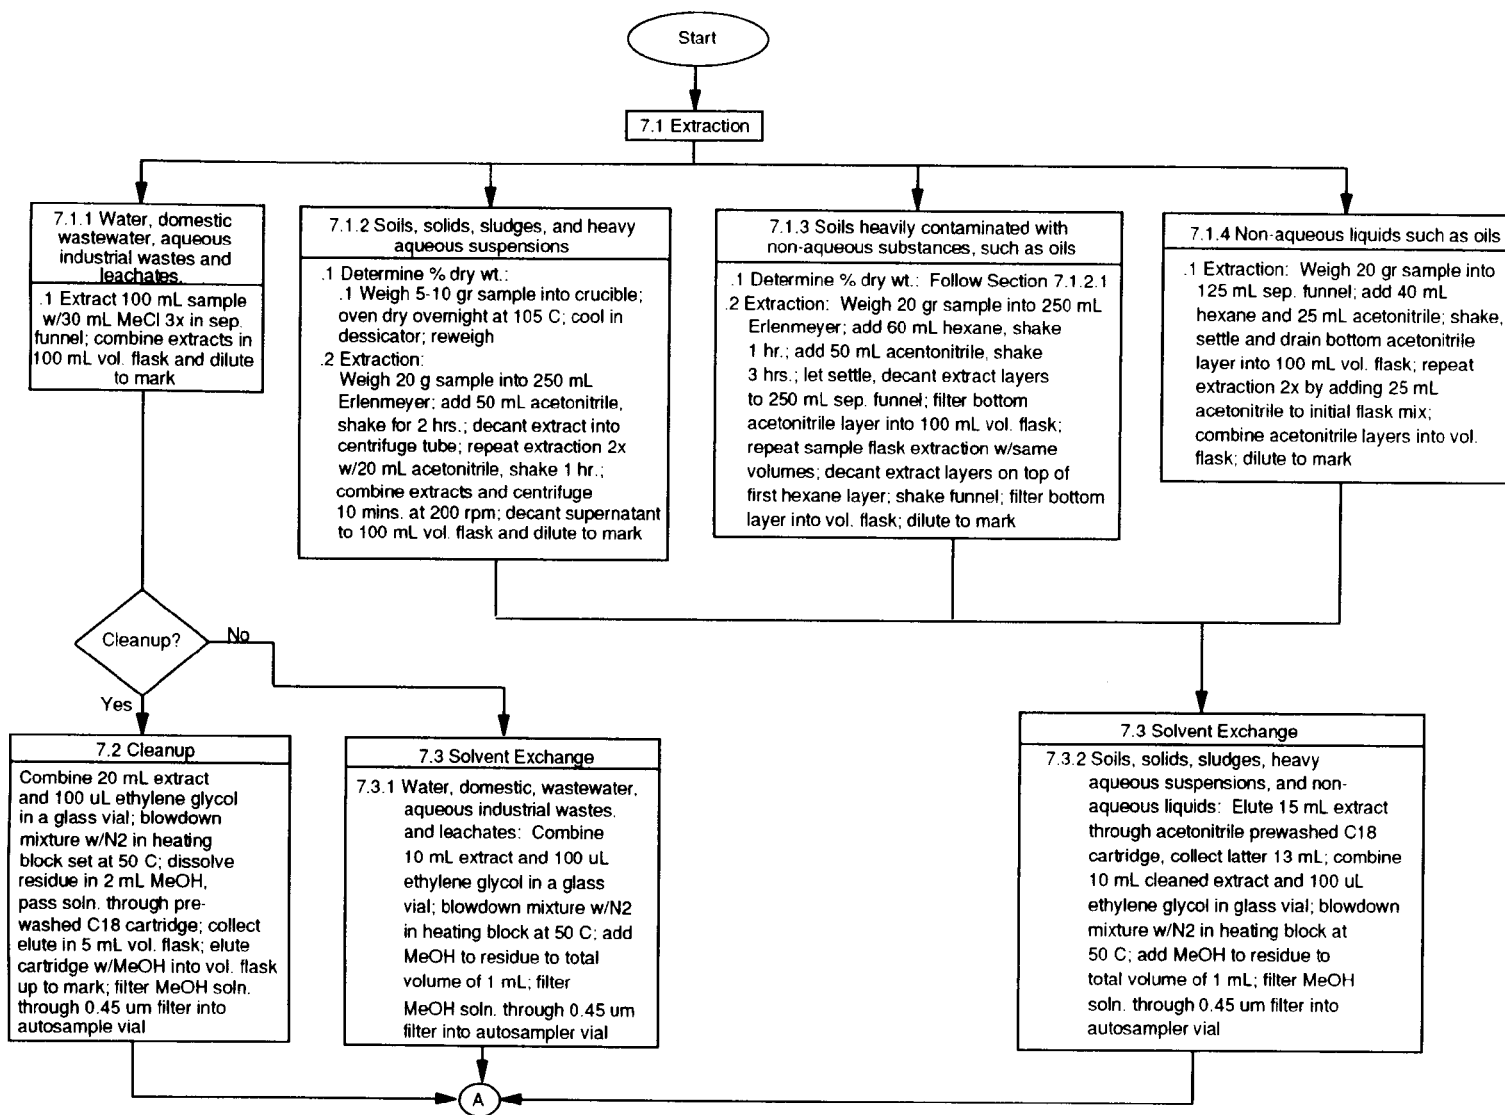 Start
7.1 Extraction
7.1.1 Water, domestic
wastewater, aqueous
industrial wastes and
leachates.
.1 Extract 100 mL sample
w/30 mL MeCl 3x in sep.
funnel; combine extracts in
100 mL vol. flask and dilute
to mark
7.1.2 Soils, solids, sludges, and heavy
aqueous suspensions
.1 Determine % dry wt.:
.1 Weigh 5-10 gr sample into crucible;
oven dry overnight at 105 C; cool in
dessicator; reweigh
.2 Extraction:
Weigh 20 g sample into 250 mL
Erlenmeyer; add 50 mL acetonitrile,
shake for 2 hrs.; decant extract into
centrifuge tube; repeat extraction 2x
w/20 mL acetonitrile, shake 1 hr.;
combine extracts and centrifuge
10 mins. at 200 rpm; decant supernatant
to 100 mL vol. flask and dilute to mark
7.1.3 Soils heavily contaminated with
non-aqueous substances, such as oils
.1 Determine % dry wt.: Follow Section 7.1.2.1
.2 Extraction: Weigh 20 gr sample into 250 mL
Erlenmeyer; add 60 mL hexane, shake
1 hr.; add 50 mL acentonitrile, shake
3 hrs.; let settle, decant extract layers
to 250 mL sep. funnel; filter bottom
acetonitrile layer into 100 mL vol. flask;
repeat sample flask extraction w/same
volumes; decant extract layers on top of
first hexane layer; shake funnel; filter bottom
layer into vol. flask; dilute to mark
7.1.4 Non-aqueous liquids such as oils
.1 Extraction: Weigh 20 gr sample into
125 mL sep. funnel; add 40 mL
hexane and 25 mL acetonitrile; shake,
settle and drain bottom acetonitrile
layer into 100 mL vol. flask; repeat
extraction 2x by adding 25 mL
acetonitrile to initial flask mix;
combine acetonitrile layers into vol.
flask; dilute to mark
Cleanup?
No
Yes
7.2 Cleanup
Combine 20 mL extract
and 100 uL ethylene glycol
in a glass vial; blowdown
mixture w/N2 in heating
block set at 50 C; dissolve
residue in 2 mL MeOH,
pass soln. through pre-
washed C18 cartridge; collect
elute in 5 mL vol. flask; elute
cartridge w/MeOH into vol. flask
up to mark; filter MeOH soln.
through 0.45 um filter into
autosample vial
7.3 Solvent Exchange
7.3.1 Water, domestic, wastewater,
aqueous industrial wastes.
and leachates: Combine
10 mL extract and 100 uL
ethylene glycol in a glass
vial; blowdown mixture w/N2
in heating block at 50 C; add
MeOH to residue to total
volume of 1 mL; filter
MeOH soln. through 0.45 um
filter into autosampler vial
7.3 Solvent Exchange
7.3.2 Soils, solids, sludges, heavy
aqueous suspensions, and non-
aqueous liquids: Elute 15 mL extract
through acetonitrile prewashed C18
cartridge, collect latter 13 mL; combine
10 mL cleaned extract and 100 uL
ethylene glycol in glass vial; blowdown
mixture w/N2 in heating block at
50 C; add MeOH to residue to
total volume of 1 mL; filter MeOH
soln. through 0.45 um filter into
autosampler vial
A